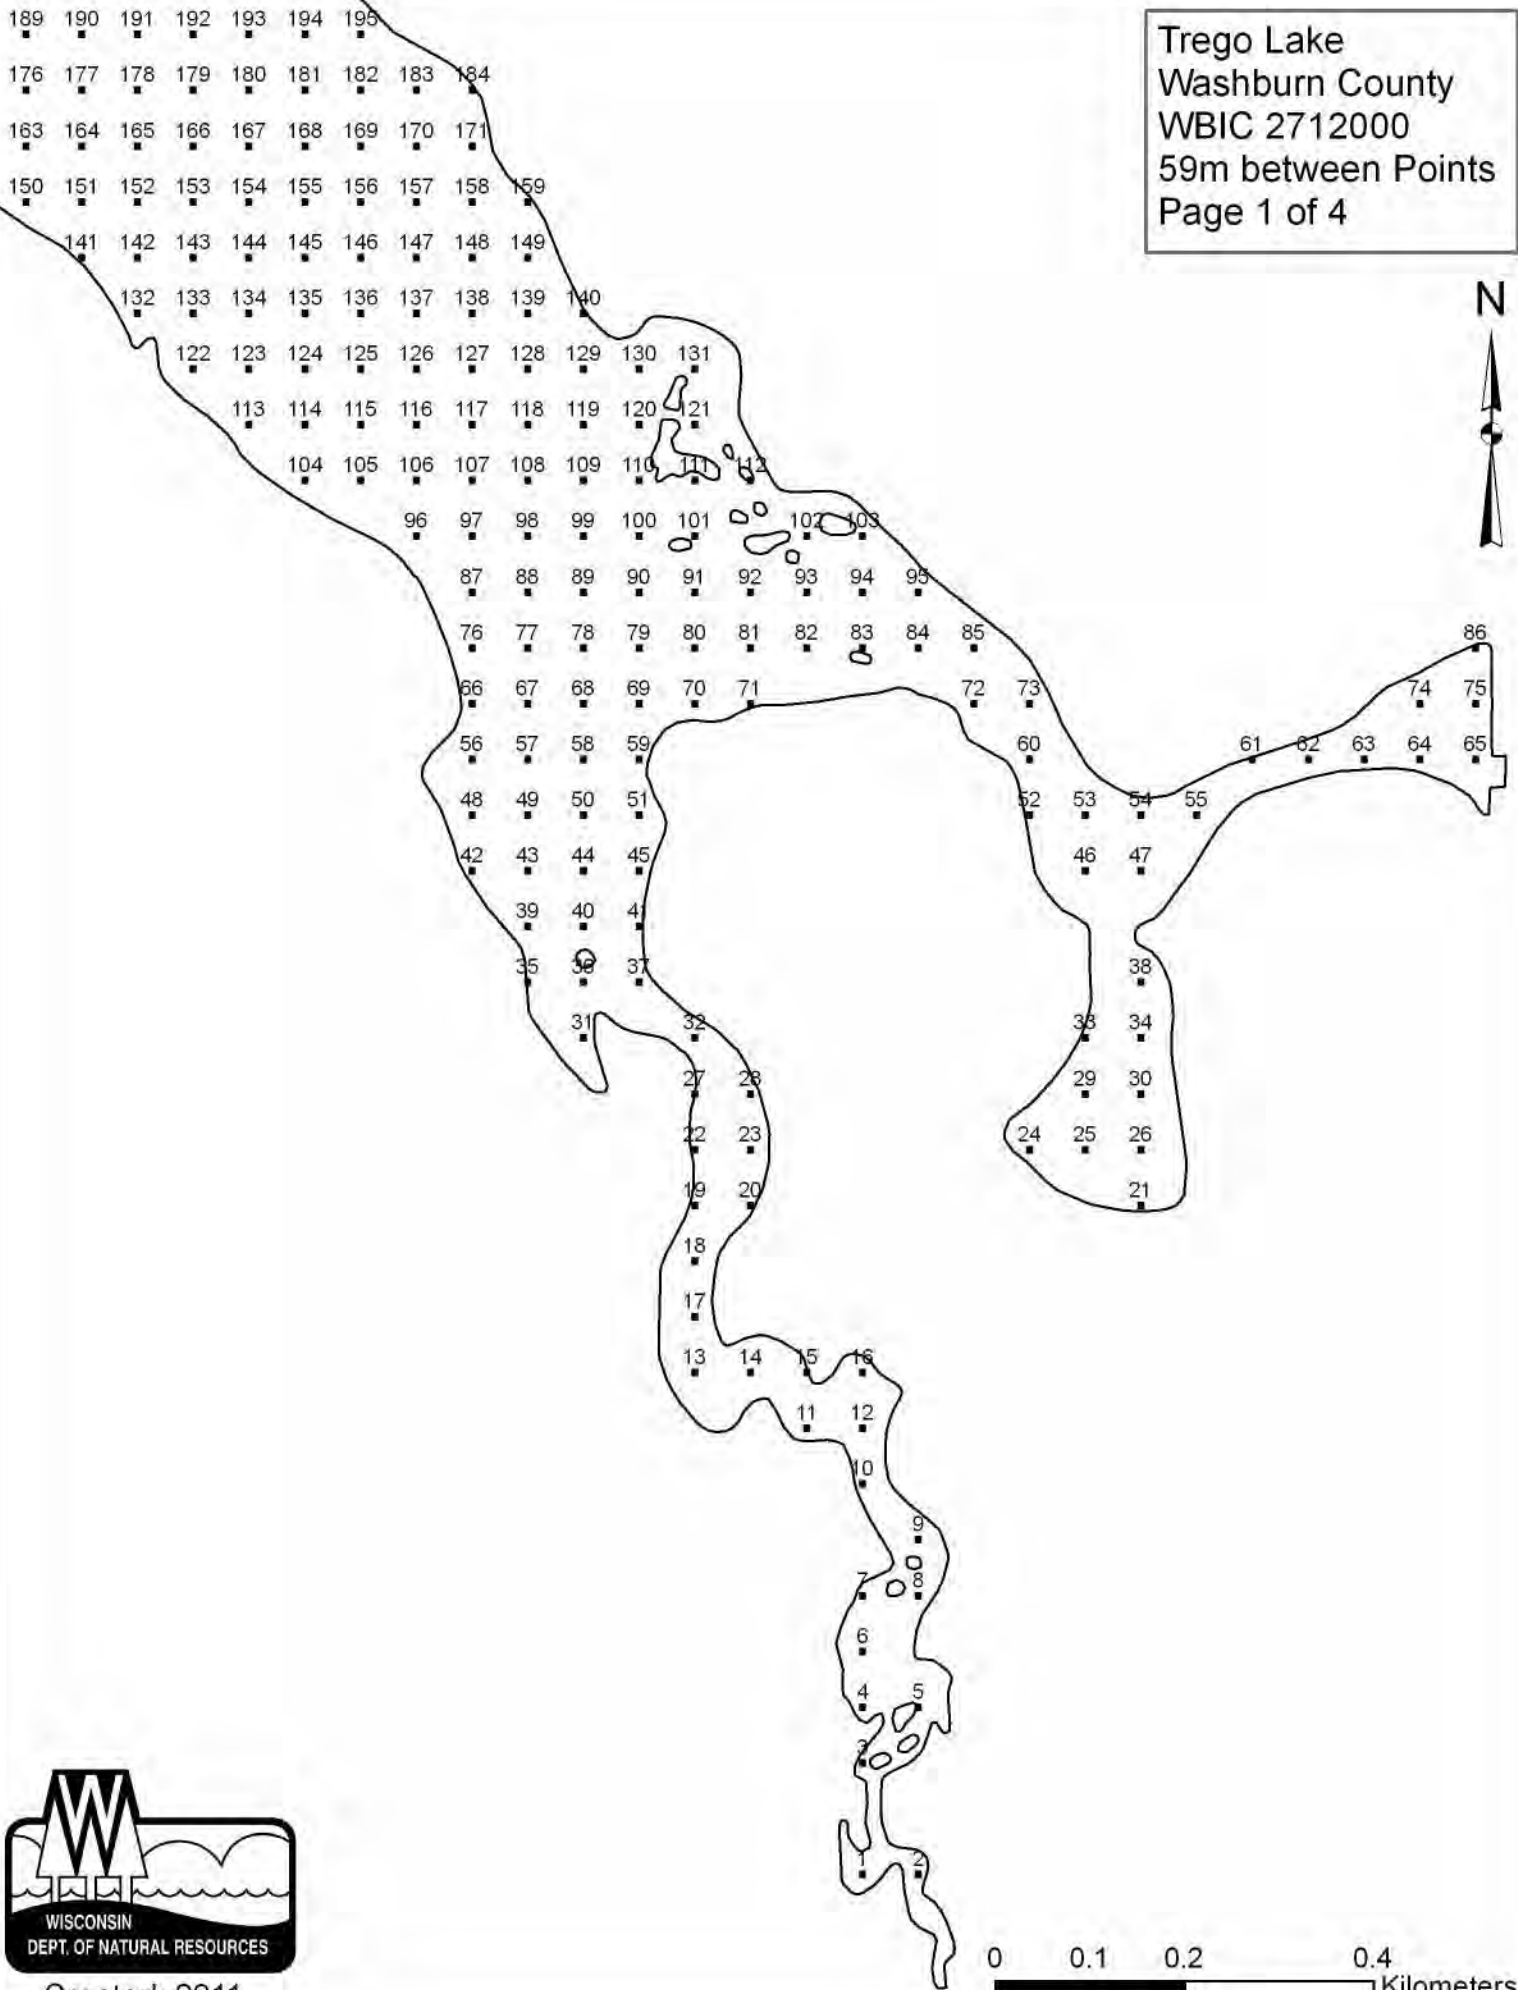 189 190 191 192 193 194 195
Trego Lake
Washburn County
WBIC 2712000
59m between Points
Page 1 of 4
176 177 178 179 180 181 182 183 184
163 164 165 166 167 168 169 170 171
150 151 152 153 154 155 156 157 158 159
141 142 143 144 145 146 147 148 149
132 133 134 135 136 137 138 139 140
N
122 123 124 125 126 127 128 129 130 131
113 114 115 116 117 118 119 120 121
104 105 106 107 108 109 110 111 112
96 97 98 99 100 101 102 103
87 88 89 90 91 92 93 94 95
76 77 78 79 80 81 82 83 84 85 86
66 67 68 69 70 71 72 73 74 75
56 57 58 59 60 61 62 63 64 65
48 49 50 51 52 53 54 55
42 43 44 45 46 47
39 40 41
35 36 37 38
31 32 33 34
27 28 29 30
22 23 24 25 26
19 20 21
18
17
13 14 15 16
11 12
10
9
7 8
6
4 5
3
1 2
W
WISCONSIN
DEPT. OF NATURAL RESOURCES
0 0.1 0.2 0.4
Kilometers